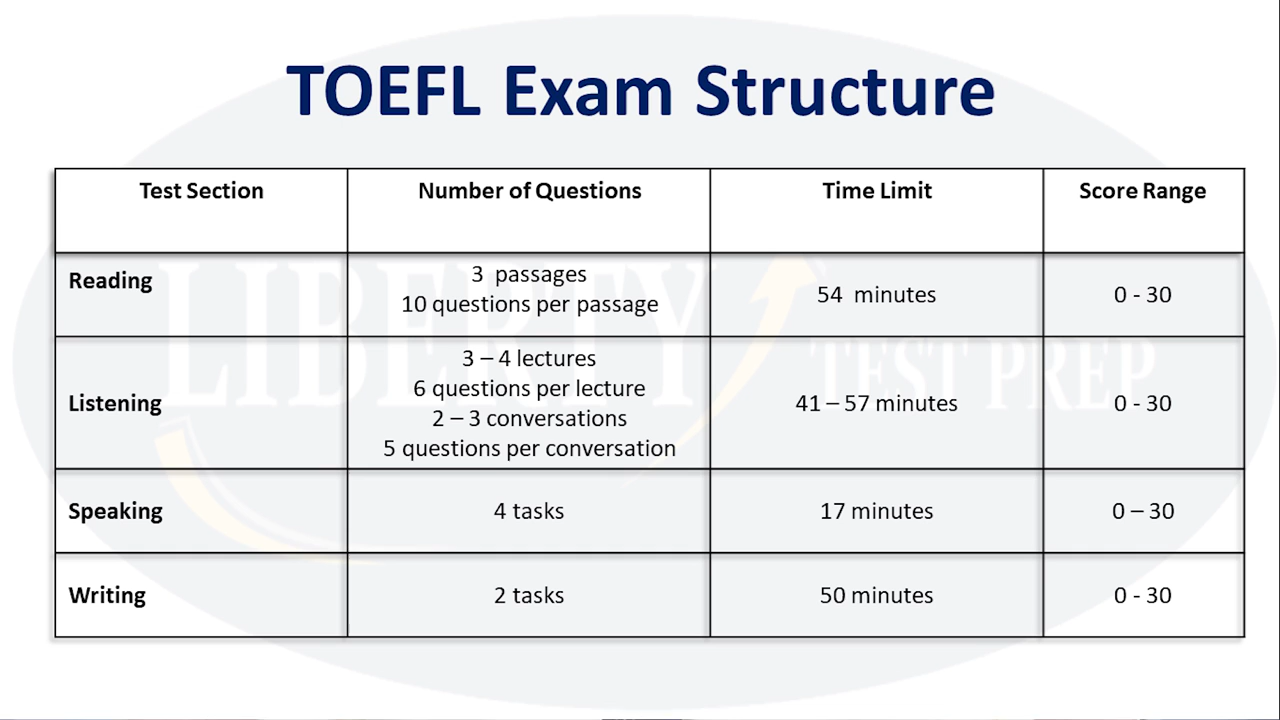 TOEFL Exam Structure
Test Section Number of Questions Time Limit Score Range
Reading
3 passages
10 questions per passage
54 minutes
0 - 30
Listening
3 – 4 lectures
6 questions per lecture
2 – 3 conversations
5 questions per conversation
41 – 57 minutes
0 - 30
Speaking
4 tasks
17 minutes
0 – 30
Writing
2 tasks
50 minutes
0 - 30
LIBERTY
TEST PREP